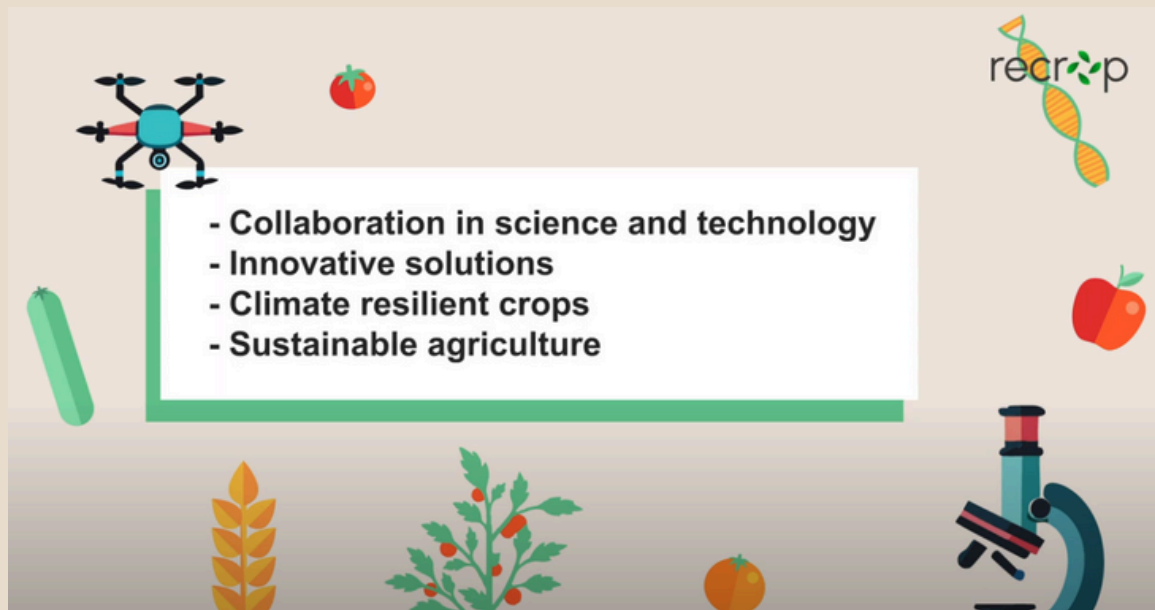 recrop
- Collaboration in science and technology
- Innovative solutions
- Climate resilient crops
- Sustainable agriculture